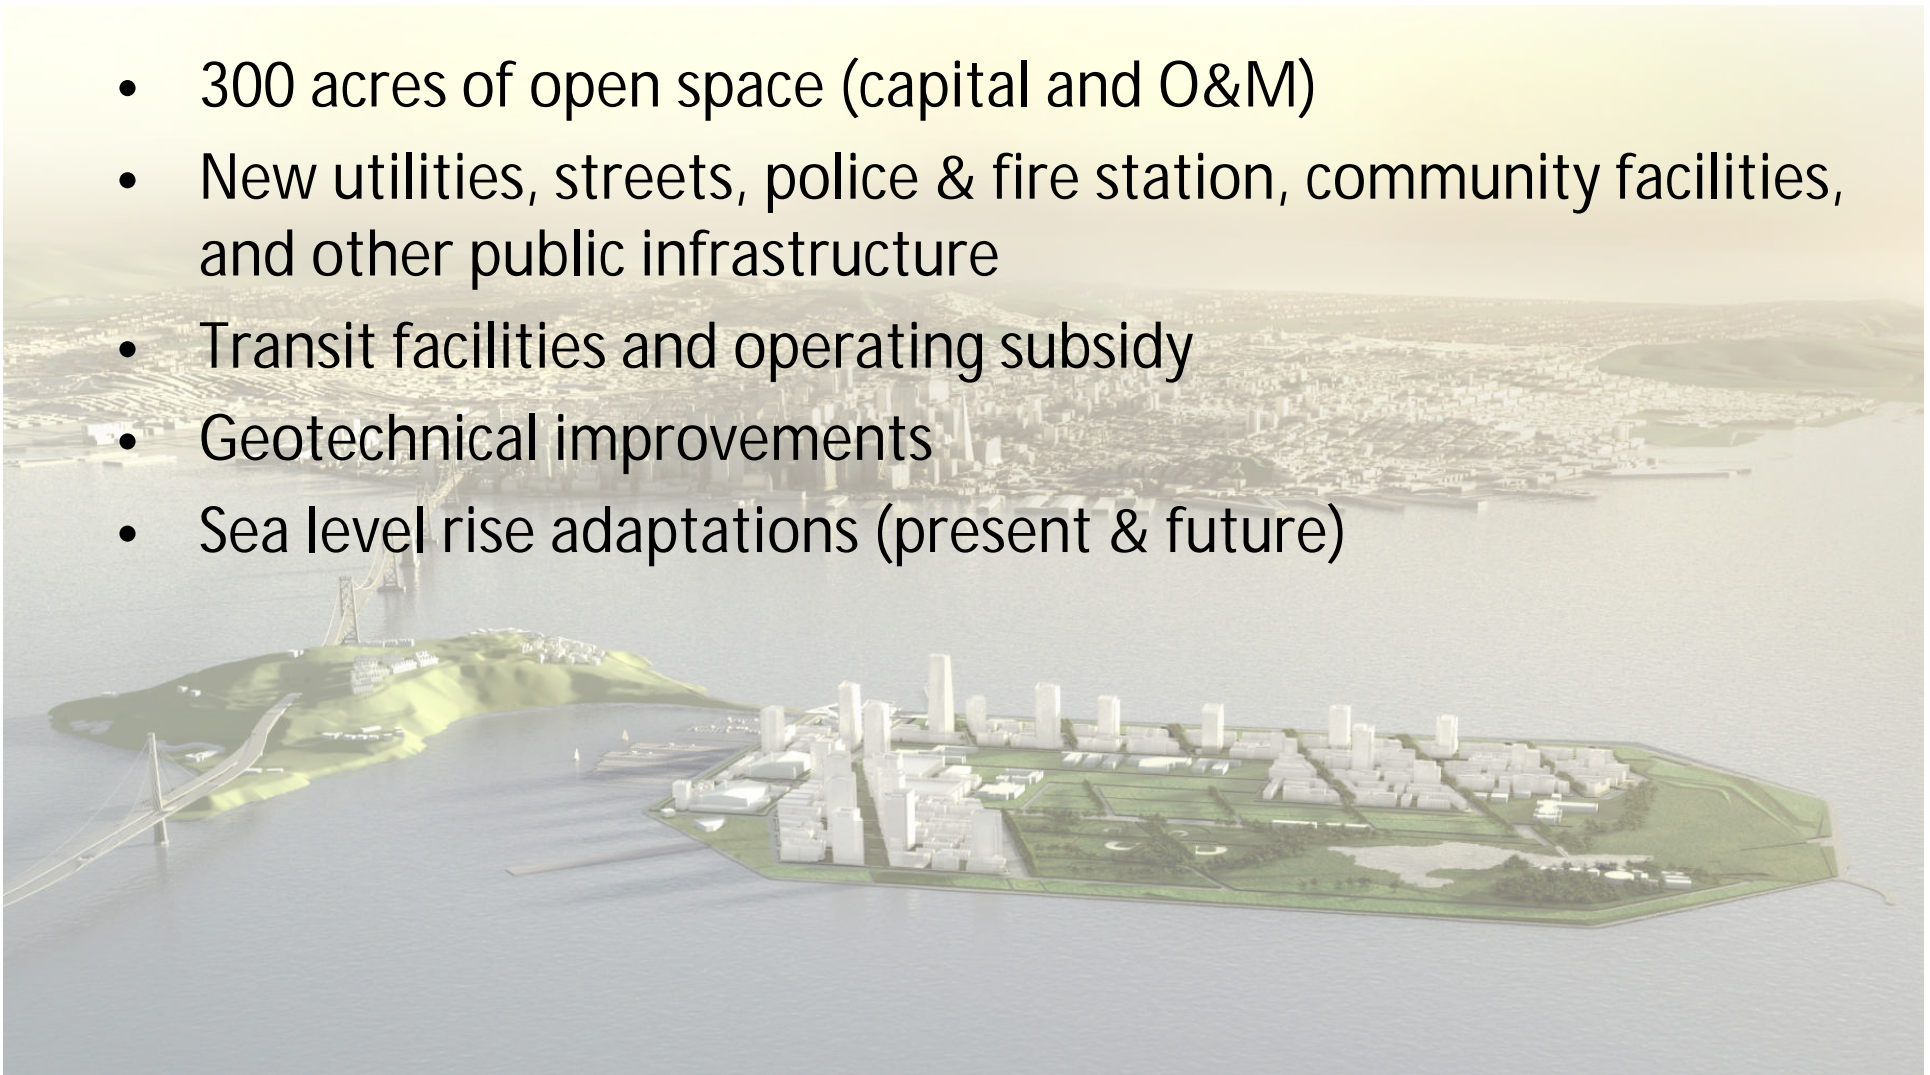 • 300 acres of open space (capital and O&M)
• New utilities, streets, police & fire station, community facilities,
and other public infrastructure
• Transit facilities and operating subsidy
• Geotechnical improvements
• Sea level rise adaptations (present & future)